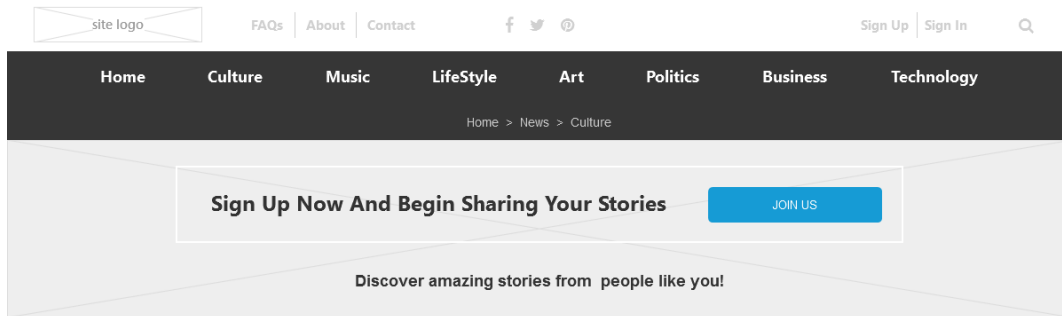 site logo FAQs About Contact Sign Up Sign In
Home Culture Music LifeStyle Art Politics Business Technology
Home > News > Culture
Sign Up Now And Begin Sharing Your Stories JOIN US
Discover amazing stories from people like you!